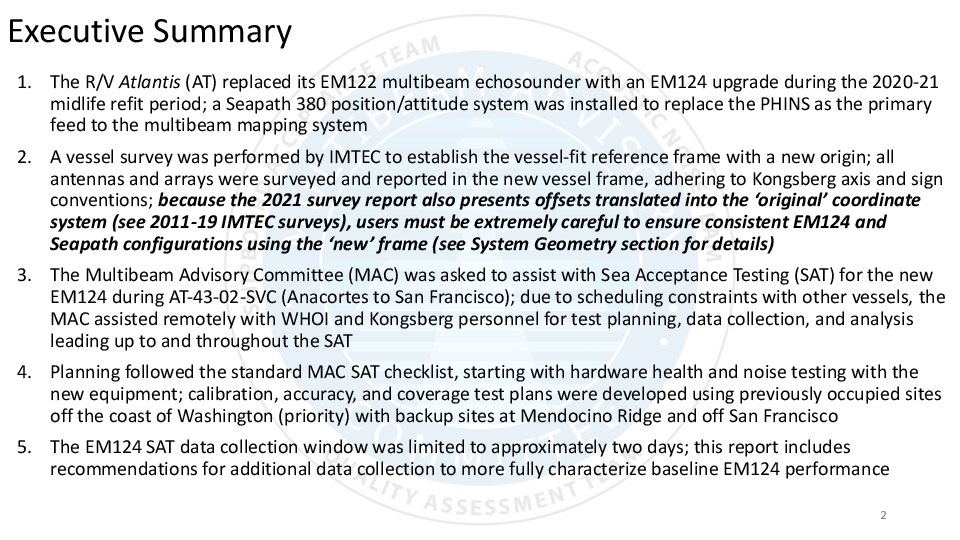 Executive Summary
1. The R/V Atlantis (AT) replaced its EM122 multibeam echosounder with an EM124 upgrade during the 2020-21
midlife refit period; a Seapath 380 position/attitude system was installed to replace the PHINS as the primary
feed to the multibeam mapping system
2. A vessel survey was performed by IMTEC to establish the vessel-fit reference frame with a new origin; all
antennas and arrays were surveyed and reported in the new vessel frame, adhering to Kongsberg axis and sign
conventions; because the 2021 survey report also presents offsets translated into the ‘original’ coordinate
system (see 2011-19 IMTEC surveys), users must be extremely careful to ensure consistent EM124 and
Seapath configurations using the ‘new’ frame (see System Geometry section for details)
3. The Multibeam Advisory Committee (MAC) was asked to assist with Sea Acceptance Testing (SAT) for the new
EM124 during AT-43-02-SVC (Anacortes to San Francisco); due to scheduling constraints with other vessels, the
MAC assisted remotely with WHOI and Kongsberg personnel for test planning, data collection, and analysis
leading up to and throughout the SAT
4. Planning followed the standard MAC SAT checklist, starting with hardware health and noise testing with the
new equipment; calibration, accuracy, and coverage test plans were developed using previously occupied sites
off the coast of Washington (priority) with backup sites at Mendocino Ridge and off San Francisco
5. The EM124 SAT data collection window was limited to approximately two days; this report includes
recommendations for additional data collection to more fully characterize baseline EM124 performance
QUALITY ASSESSMENT TEAM
2